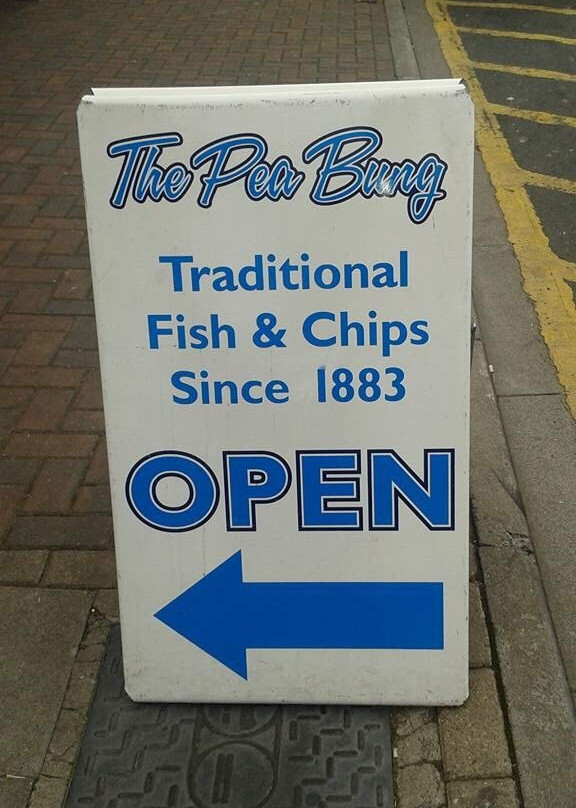 The Pea Bung
Traditional
Fish & Chips
Since 1883
OPEN